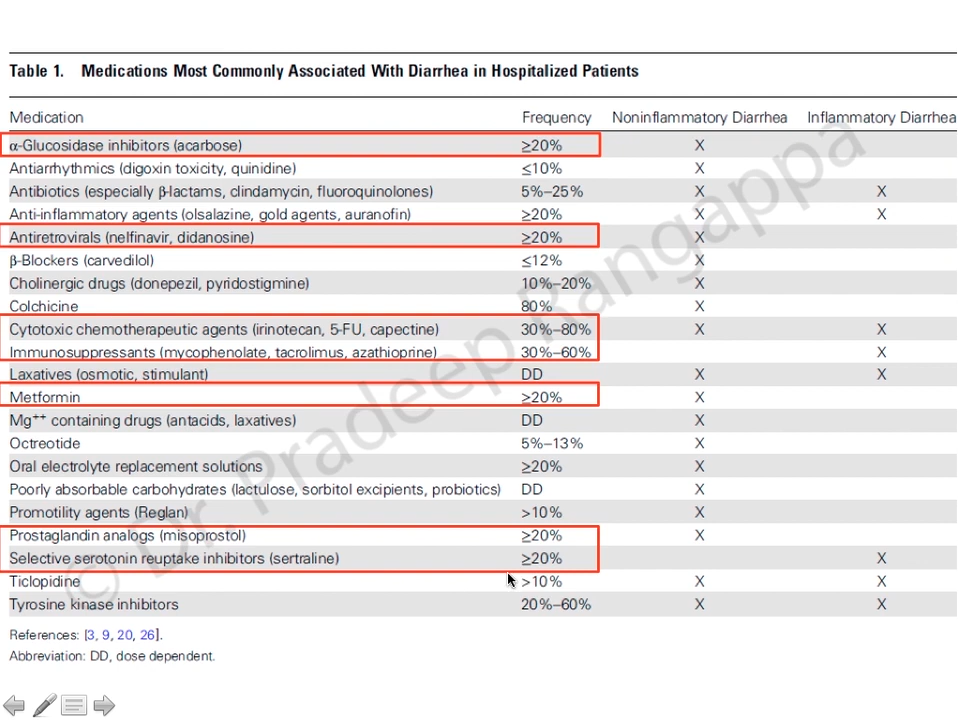 Table 1. Medications Most Commonly Associated With Diarrhea in Hospitalized Patients
Medication Frequency Noninflammatory Diarrhea Inflammatory Diarrhea
α-Glucosidase inhibitors (acarbose) ≥20% X
Antiarrhythmics (digoxin toxicity, quinidine) ≤10% X
Antibiotics (especially β-lactams, clindamycin, fluoroquinolones) 5%–25% X X
Anti-inflammatory agents (olsalazine, gold agents, auranofin) ≥20% X X
Antiretrovirals (nelfinavir, didanosine) ≥20% X
β-Blockers (carvedilol) ≤12% X
Cholinergic drugs (donepezil, pyridostigmine) 10%–20% X
Colchicine 80% X
Cytotoxic chemotherapeutic agents (irinotecan, 5-FU, capectine) 30%–80% X X
Immunosuppressants (mycophenolate, tacrolimus, azathioprine) 30%–60% X
Laxatives (osmotic, stimulant) DD X X
Metformin ≥20% X
Mg⁺⁺ containing drugs (antacids, laxatives) DD X
Octreotide 5%–13% X
Oral electrolyte replacement solutions ≥20% X
Poorly absorbable carbohydrates (lactulose, sorbitol excipients, probiotics) DD X
Promotility agents (Reglan) >10% X
Prostaglandin analogs (misoprostol) ≥20% X
Selective serotonin reuptake inhibitors (sertraline) ≥20% X
Ticlopidine >10% X X
Tyrosine kinase inhibitors 20%–60% X X
References: [3, 9, 20, 26].
Abbreviation: DD, dose dependent.
© Dr. Pradeep Rangappa